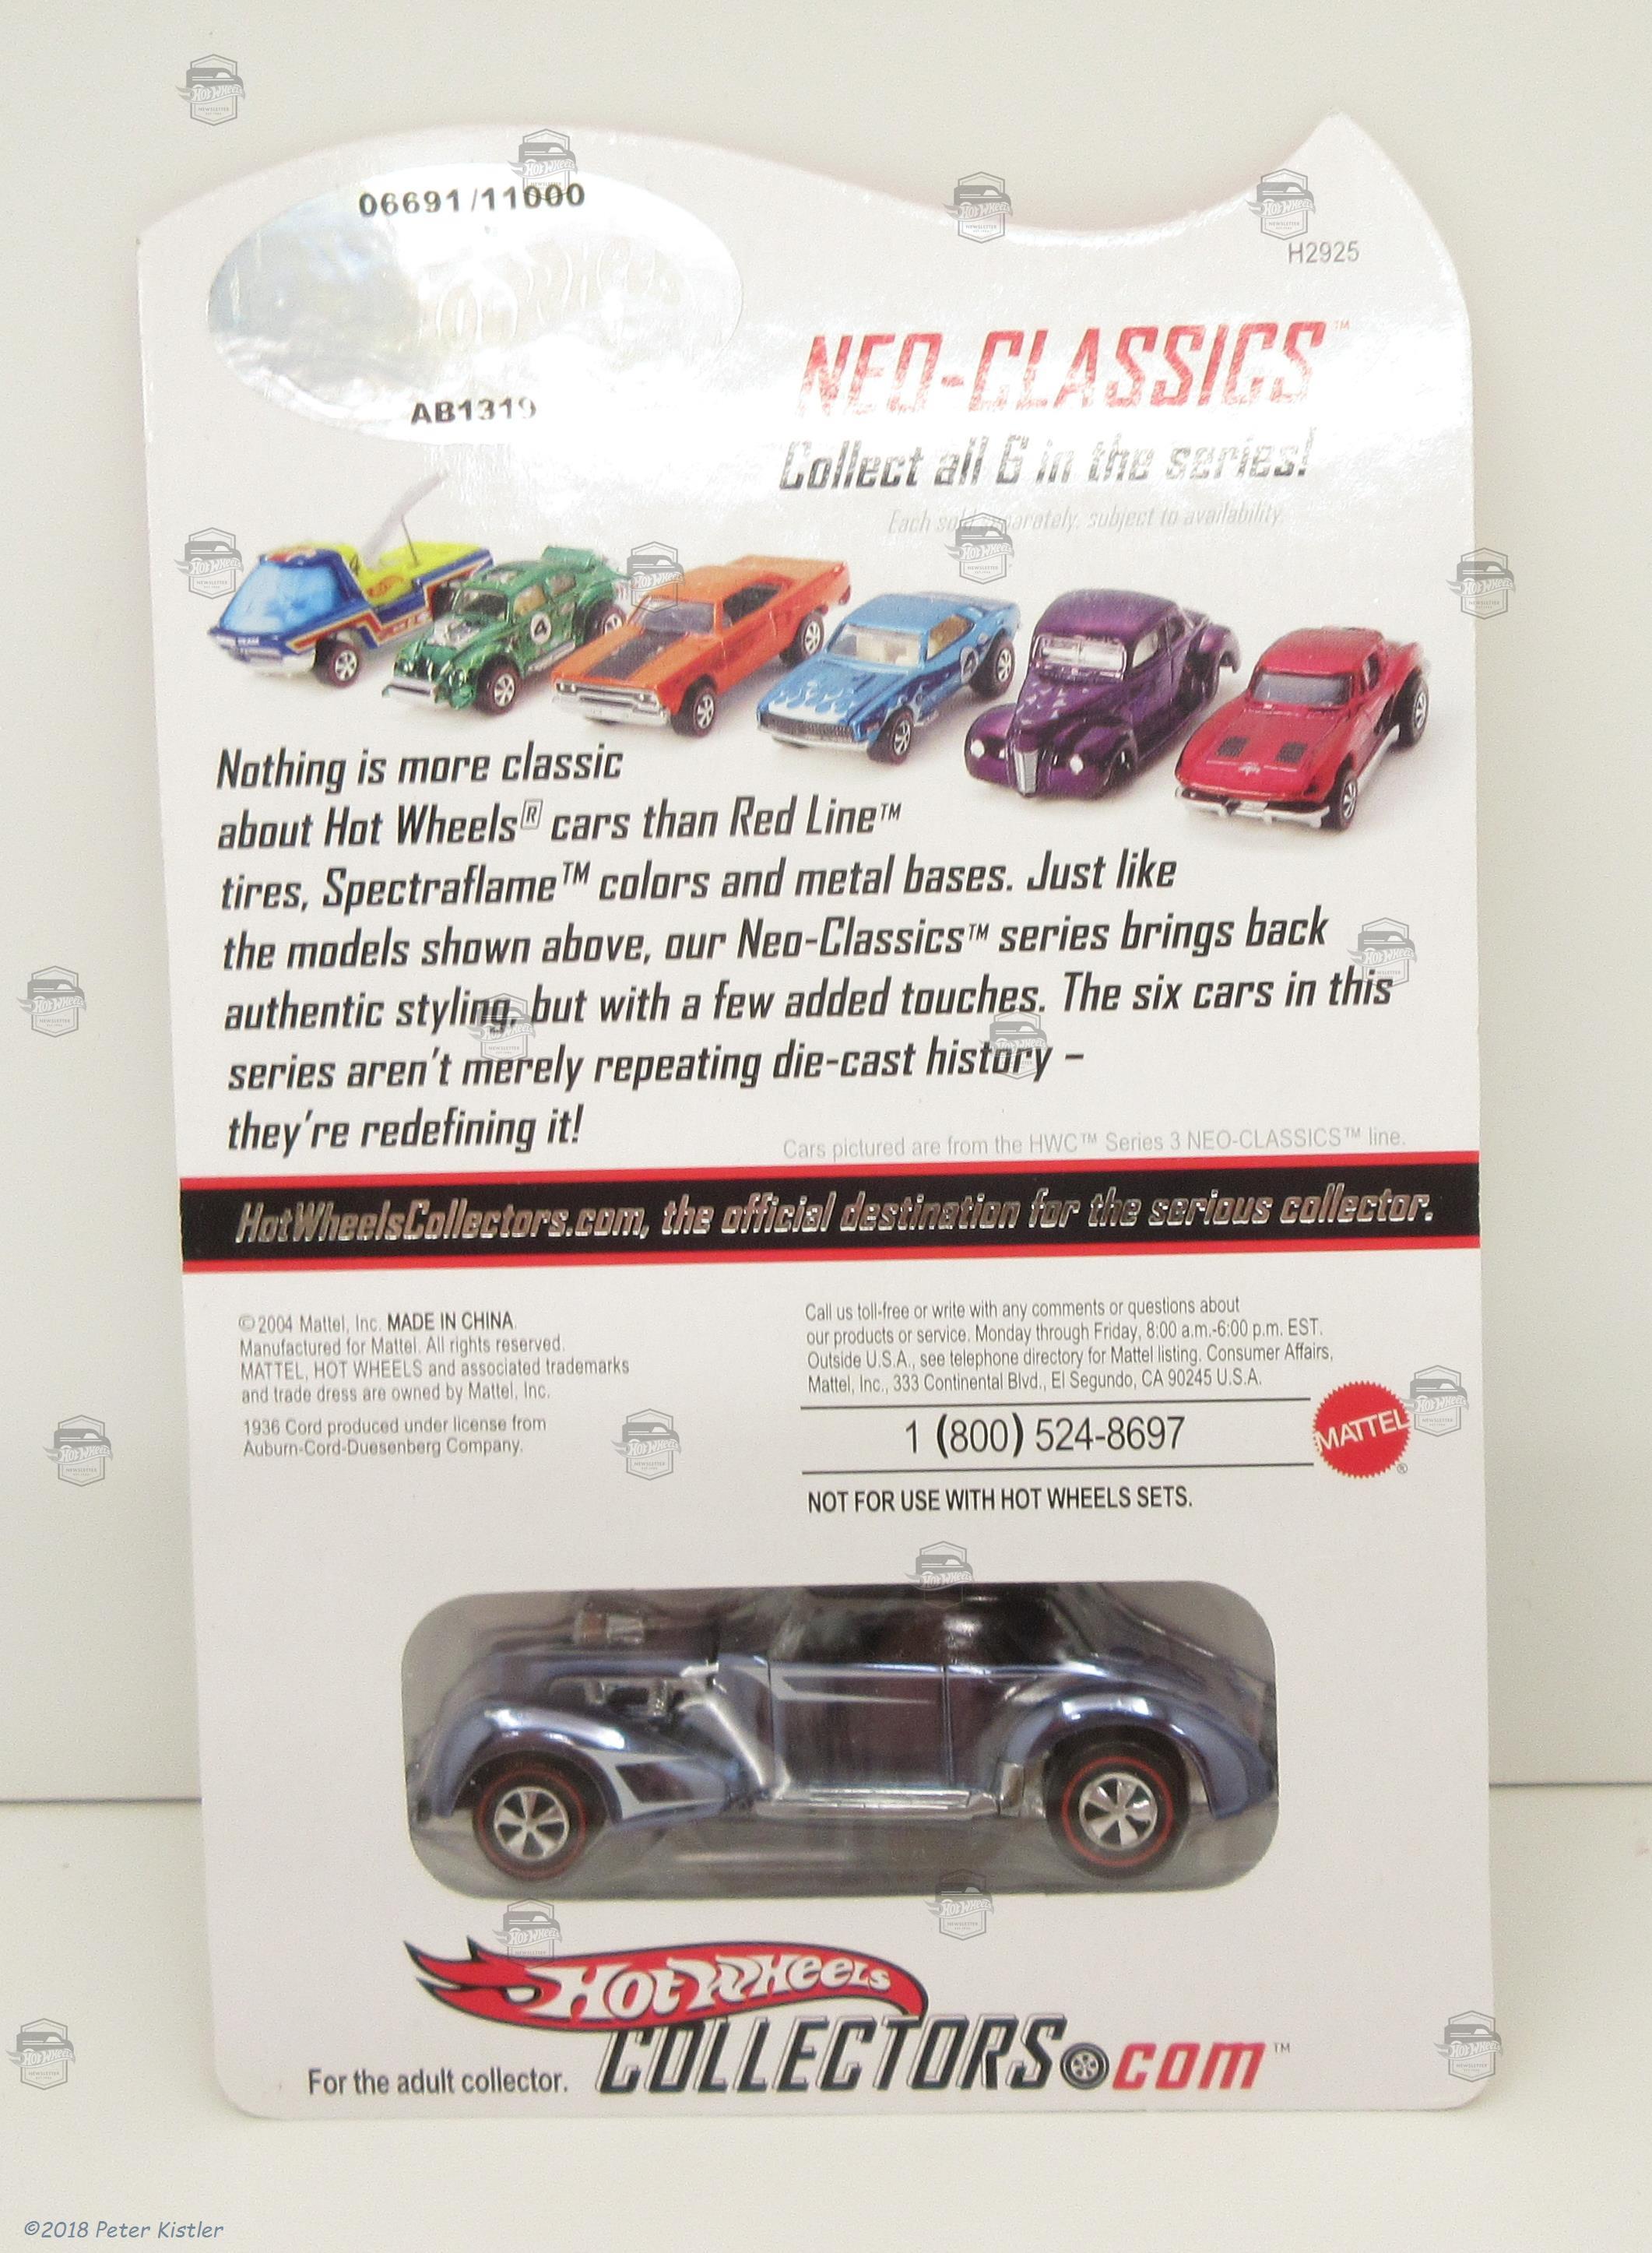 06691/11000
H2925
AB1319
NEO-CLASSICS™
Collect all 6 in the series!
Each sold separately, subject to availability.
4
Nothing is more classic
about Hot Wheels® cars than Red Line™
tires, Spectraflame™ colors and metal bases. Just like
the models shown above, our Neo-Classics™ series brings back
authentic styling, but with a few added touches. The six cars in this
series aren't merely repeating die-cast history –
they're redefining it!
Cars pictured are from the HWC™ Series 3 NEO-CLASSICS™ line.
HotWheelsCollectors.com, the official destination for the serious collector.
©2004 Mattel, Inc. MADE IN CHINA.
Manufactured for Mattel. All rights reserved.
MATTEL, HOT WHEELS and associated trademarks
and trade dress are owned by Mattel, Inc.
1936 Cord produced under license from
Auburn-Cord-Duesenberg Company.
Call us toll-free or write with any comments or questions about
our products or service. Monday through Friday, 8:00 a.m.-6:00 p.m. EST.
Outside U.S.A., see telephone directory for Mattel listing. Consumer Affairs,
Mattel, Inc., 333 Continental Blvd., El Segundo, CA 90245 U.S.A.
1 (800) 524-8697
MATTEL®
NOT FOR USE WITH HOT WHEELS SETS.
Hot Wheels
COLLECTORS.com™
For the adult collector.
©2018 Peter Kistler